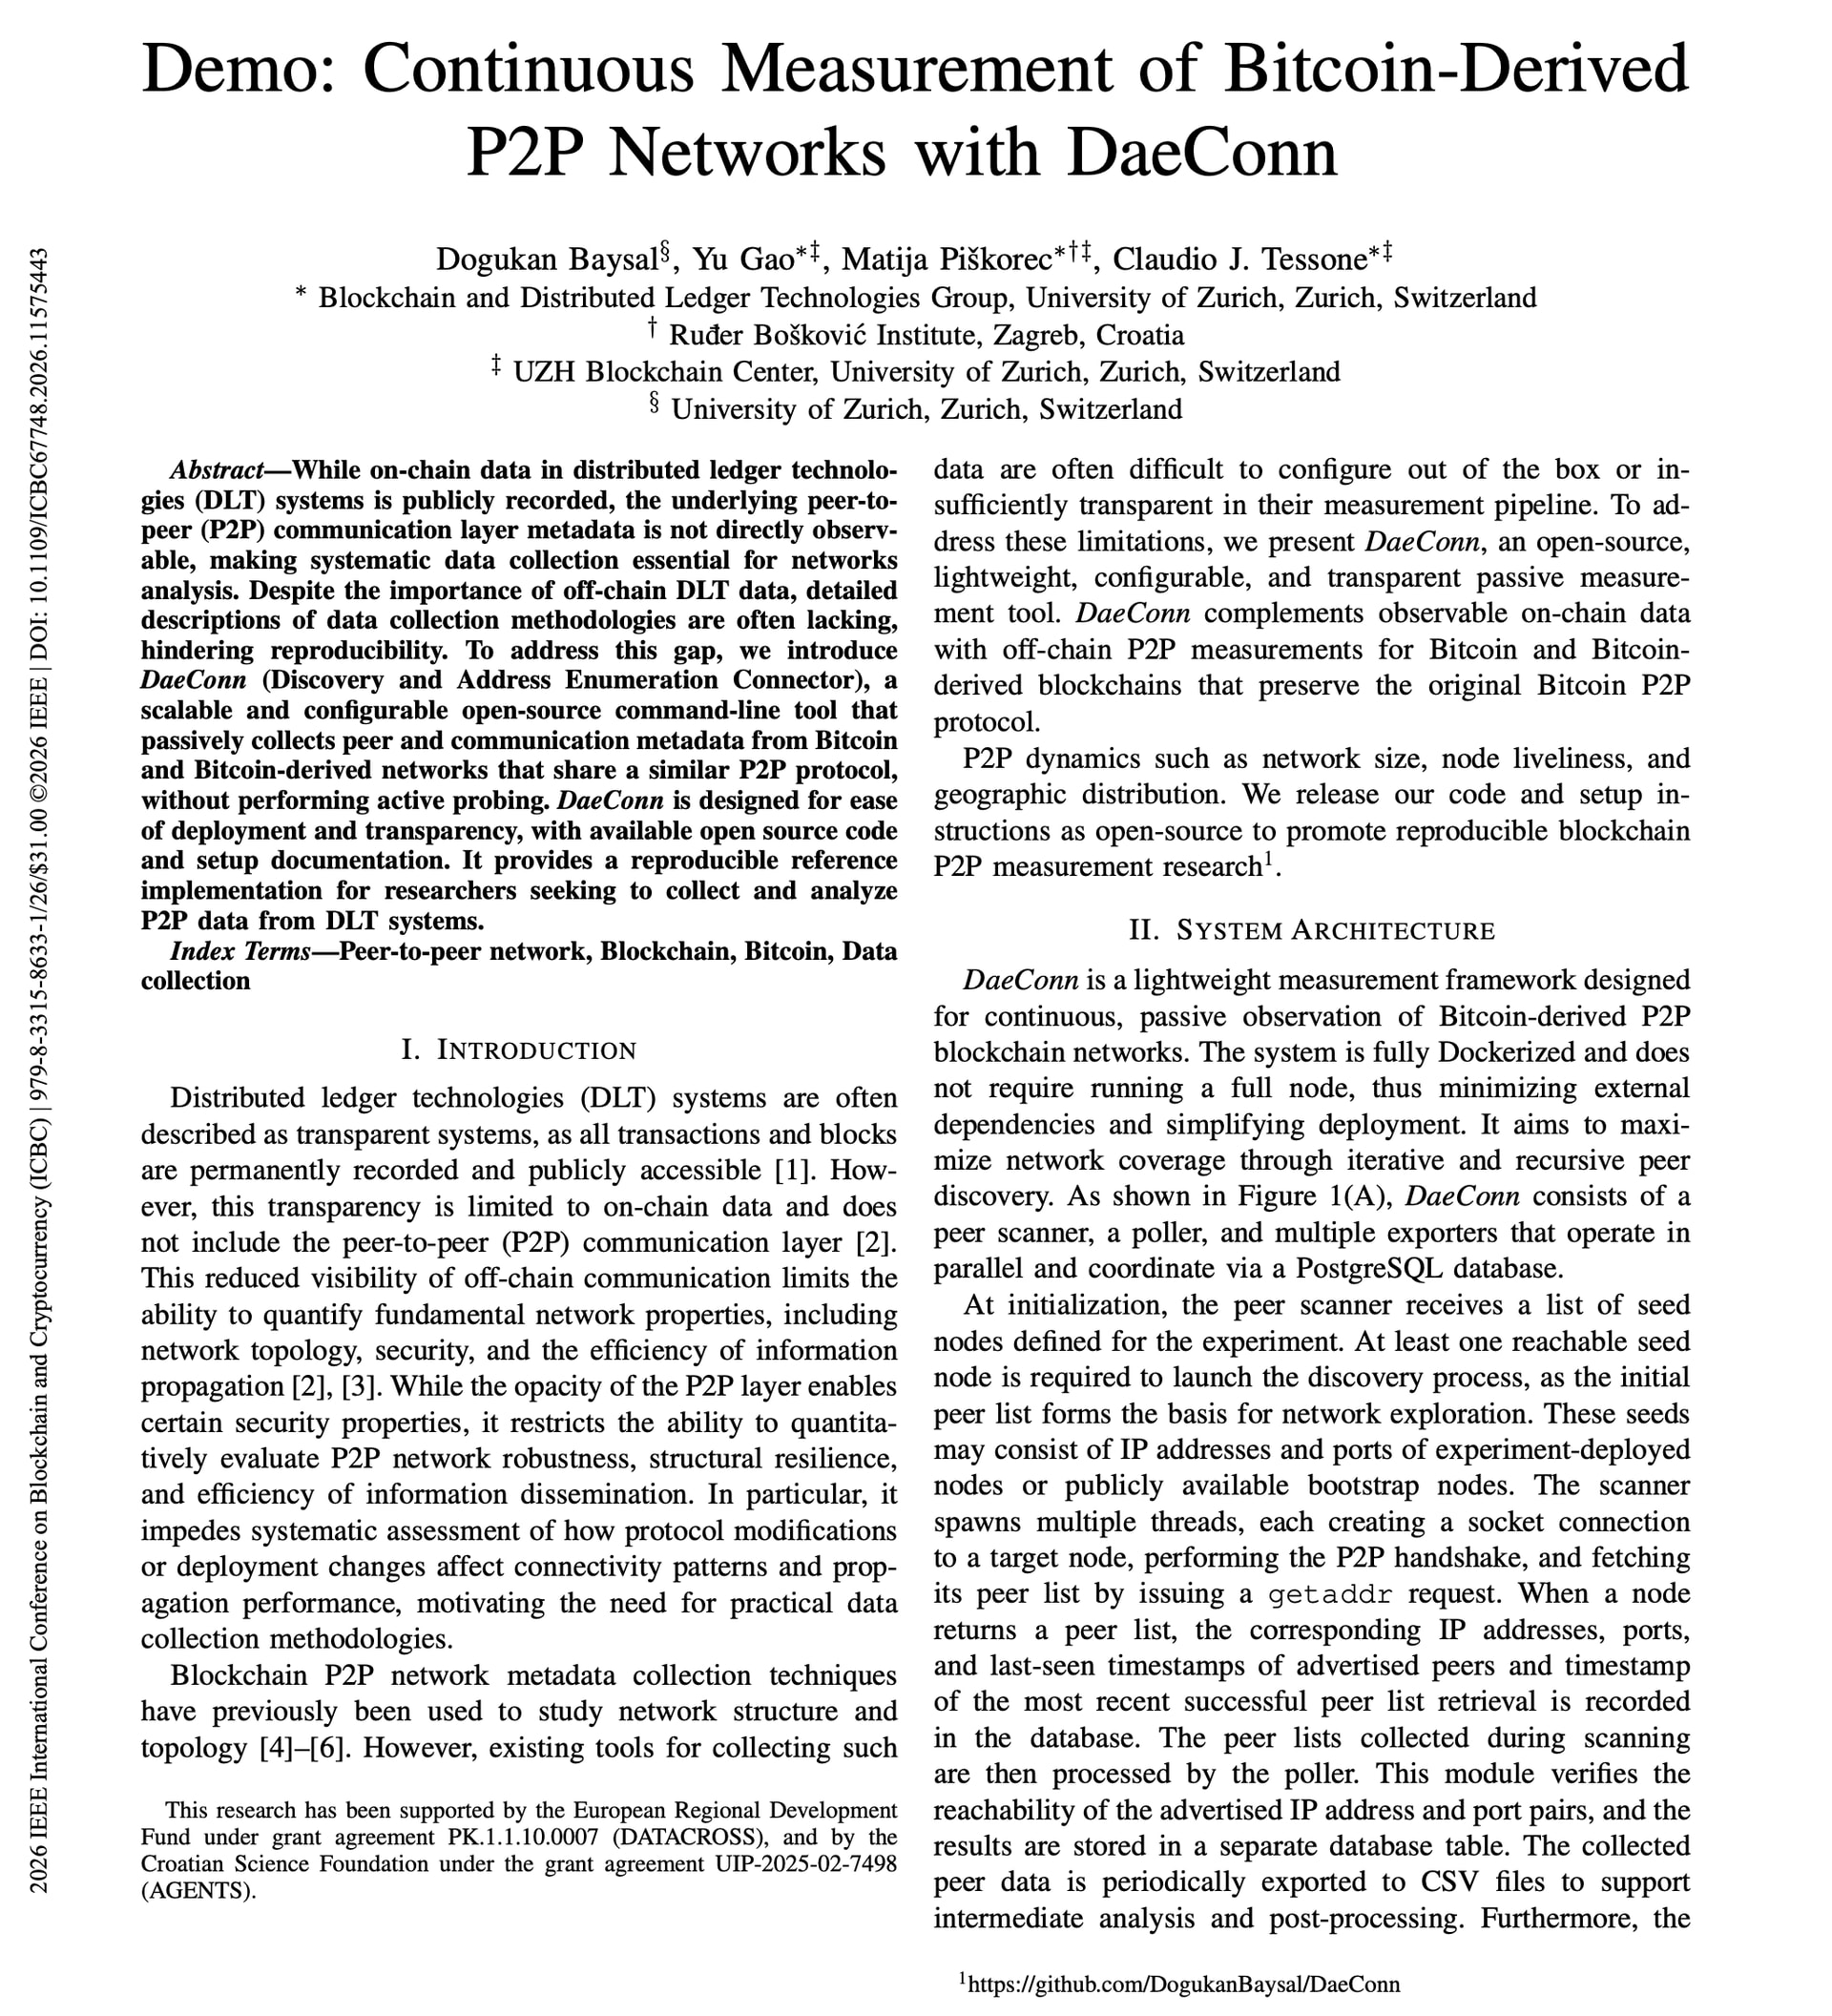 Demo: Continuous Measurement of Bitcoin-Derived
P2P Networks with DaeConn
Dogukan Baysal§, Yu Gao*‡, Matija Piškorec*†‡, Claudio J. Tessone*‡
* Blockchain and Distributed Ledger Technologies Group, University of Zurich, Zurich, Switzerland
† Ruđer Bošković Institute, Zagreb, Croatia
‡ UZH Blockchain Center, University of Zurich, Zurich, Switzerland
§ University of Zurich, Zurich, Switzerland
2026 IEEE International Conference on Blockchain and Cryptocurrency (ICBC) | 979-8-3315-8633-1/26/$31.00 ©2026 IEEE | DOI: 10.1109/ICBC67748.2026.11575443
Abstract—While on-chain data in distributed ledger technolo-
gies (DLT) systems is publicly recorded, the underlying peer-to-
peer (P2P) communication layer metadata is not directly observ-
able, making systematic data collection essential for networks
analysis. Despite the importance of off-chain DLT data, detailed
descriptions of data collection methodologies are often lacking,
hindering reproducibility. To address this gap, we introduce
DaeConn (Discovery and Address Enumeration Connector), a
scalable and configurable open-source command-line tool that
passively collects peer and communication metadata from Bitcoin
and Bitcoin-derived networks that share a similar P2P protocol,
without performing active probing. DaeConn is designed for ease
of deployment and transparency, with available open source code
and setup documentation. It provides a reproducible reference
implementation for researchers seeking to collect and analyze
P2P data from DLT systems.
Index Terms—Peer-to-peer network, Blockchain, Bitcoin, Data
collection
I. INTRODUCTION
Distributed ledger technologies (DLT) systems are often
described as transparent systems, as all transactions and blocks
are permanently recorded and publicly accessible [1]. How-
ever, this transparency is limited to on-chain data and does
not include the peer-to-peer (P2P) communication layer [2].
This reduced visibility of off-chain communication limits the
ability to quantify fundamental network properties, including
network topology, security, and the efficiency of information
propagation [2], [3]. While the opacity of the P2P layer enables
certain security properties, it restricts the ability to quantita-
tively evaluate P2P network robustness, structural resilience,
and efficiency of information dissemination. In particular, it
impedes systematic assessment of how protocol modifications
or deployment changes affect connectivity patterns and prop-
agation performance, motivating the need for practical data
collection methodologies.
Blockchain P2P network metadata collection techniques
have previously been used to study network structure and
topology [4]–[6]. However, existing tools for collecting such
This research has been supported by the European Regional Development
Fund under grant agreement PK.1.1.10.0007 (DATACROSS), and by the
Croatian Science Foundation under the grant agreement UIP-2025-02-7498
(AGENTS).
data are often difficult to configure out of the box or in-
sufficiently transparent in their measurement pipeline. To ad-
dress these limitations, we present DaeConn, an open-source,
lightweight, configurable, and transparent passive measure-
ment tool. DaeConn complements observable on-chain data
with off-chain P2P measurements for Bitcoin and Bitcoin-
derived blockchains that preserve the original Bitcoin P2P
protocol.
P2P dynamics such as network size, node liveliness, and
geographic distribution. We release our code and setup in-
structions as open-source to promote reproducible blockchain
P2P measurement research1.
II. SYSTEM ARCHITECTURE
DaeConn is a lightweight measurement framework designed
for continuous, passive observation of Bitcoin-derived P2P
blockchain networks. The system is fully Dockerized and does
not require running a full node, thus minimizing external
dependencies and simplifying deployment. It aims to maxi-
mize network coverage through iterative and recursive peer
discovery. As shown in Figure 1(A), DaeConn consists of a
peer scanner, a poller, and multiple exporters that operate in
parallel and coordinate via a PostgreSQL database.
At initialization, the peer scanner receives a list of seed
nodes defined for the experiment. At least one reachable seed
node is required to launch the discovery process, as the initial
peer list forms the basis for network exploration. These seeds
may consist of IP addresses and ports of experiment-deployed
nodes or publicly available bootstrap nodes. The scanner
spawns multiple threads, each creating a socket connection
to a target node, performing the P2P handshake, and fetching
its peer list by issuing a getaddr request. When a node
returns a peer list, the corresponding IP addresses, ports,
and last-seen timestamps of advertised peers and timestamp
of the most recent successful peer list retrieval is recorded
in the database. The peer lists collected during scanning
are then processed by the poller. This module verifies the
reachability of the advertised IP address and port pairs, and the
results are stored in a separate database table. The collected
peer data is periodically exported to CSV files to support
intermediate analysis and post-processing. Furthermore, the
1https://github.com/DogukanBaysal/DaeConn